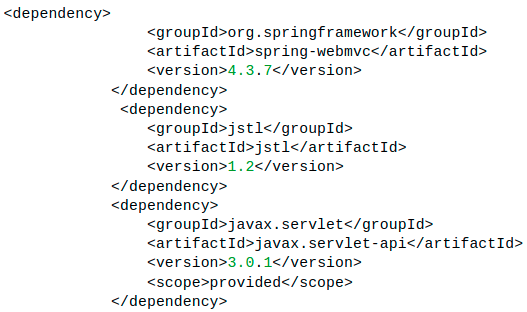 <dependency>
<groupId>org.springframework</groupId>
<artifactId>spring-webmvc</artifactId>
<version>4.3.7</version>
</dependency>
<dependency>
<groupId>jstl</groupId>
<artifactId>jstl</artifactId>
<version>1.2</version>
</dependency>
<dependency>
<groupId>javax.servlet</groupId>
<artifactId>javax.servlet-api</artifactId>
<version>3.0.1</version>
<scope>provided</scope>
</dependency>